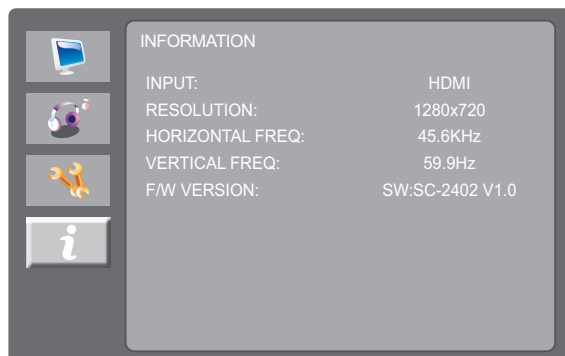 INFORMATION
INPUT: HDMI
RESOLUTION: 1280x720
HORIZONTAL FREQ: 45.6KHz
VERTICAL FREQ: 59.9Hz
F/W VERSION: SW:SC-2402 V1.0
i